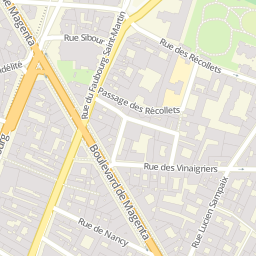 de Magenta
Rue Sibour
Rue du Faubourg Saint-Martin
Rue des Récollets
délité
Passage des Récollets
Boulevard de Magenta
Rue des Vinaigriers
Rue Lucien Sampaix
bourg
Rue de Nancy